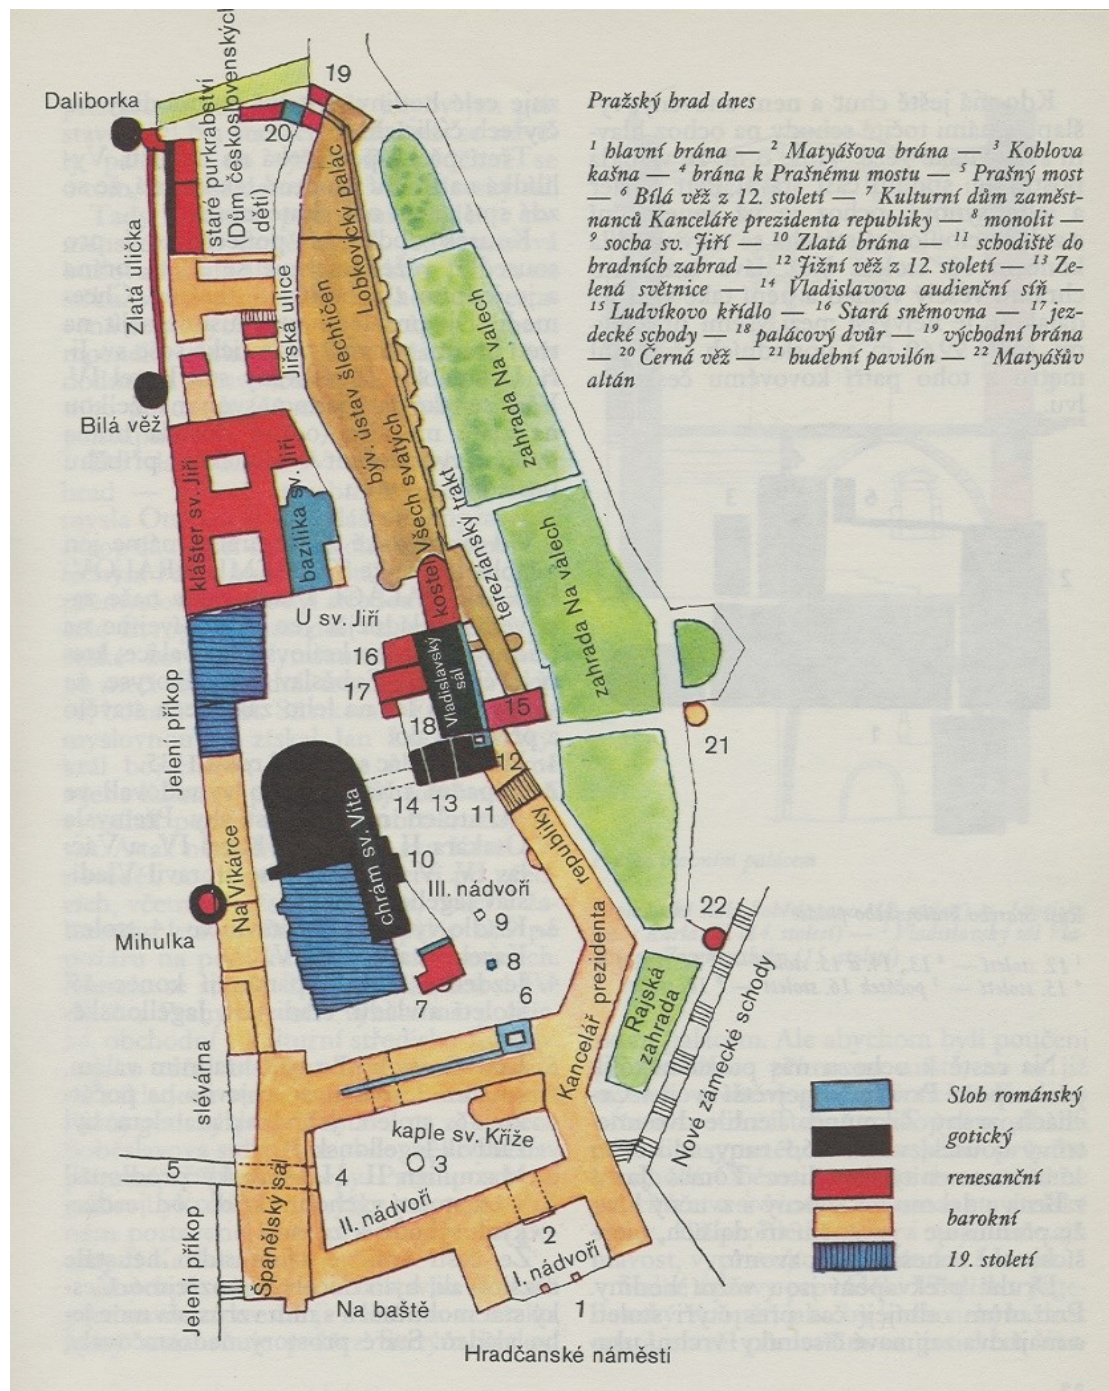 Pražský brad dnes
1 blavní brána — 2 Matyášova brána — 3 Koblova
kašna — 4 brána k Prašnému mostu — 5 Prašný most
— 6 Bílá věž z 12. století — 7 Kulturní dům zaměst-
nanců Kanceláře prezidenta republiky — 8 monolit —
9 socha sv. Jiří — 10 Zlatá brána — 11 schodiště do
bradních zahrad — 12 Jižní věž z 12. století — 13 Ze-
lená světnice — 14 Vladislavova audienční síň —
15 Ludvíkovo křídlo — 16 Stará sněmovna — 17 jez-
decké schody — 18 palácový dvůr — 19 východní brána
20 Černá věž — 21 budební pavilón — 22 Matyášův
altán
Daliborka
19
20
staré purkrabství
(Dům československých
dětí)
Zlatá ulička
Jiřská ulice
Lobkovický palác
býv. ústav šlechtičen
zahrada Na valech
Bílá věž
klášter sv. Jiří
bazilika sv. Jiří
kostel Všech svatých
tereziánský trakt
zahrada Na valech
U sv. Jiří
16
17
Vladislavský
sál
15
18
21
Jelení příkop
12
14
13
11
chrám sv. Víta
10
Na Vikárce
III. nádvoří
9
8
7
6
Mihulka
Kancelář prezidenta republiky
22
Rajská
zahrada
Nové zámecké schody
slévárna
kaple sv. Kříže
3
5
4
Španělský sál
II. nádvoří
2
I. nádvoří
1
Jelení příkop
Na baště
Hradčanské náměstí
Slob románský
gotický
renesanční
barokní
19. století